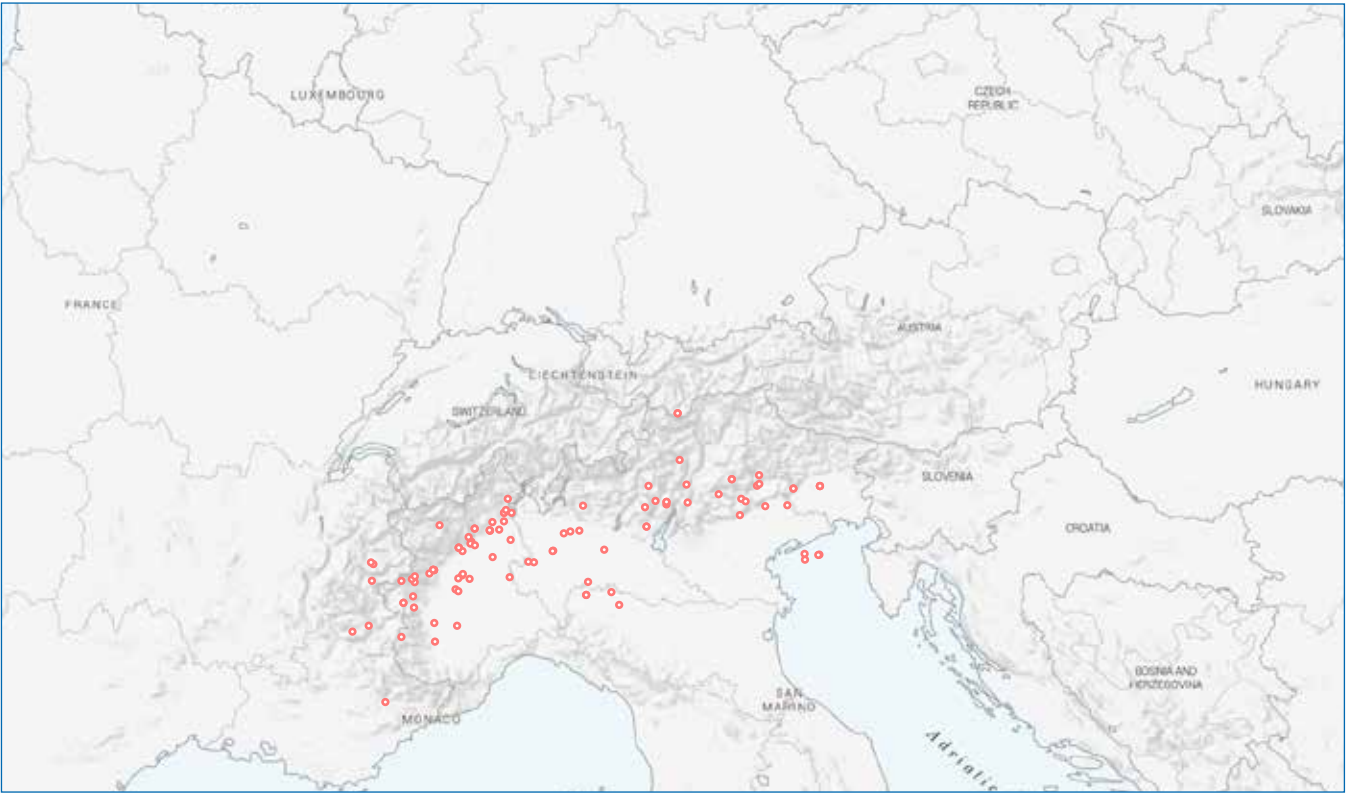 LUXEMBOURG
CZECH
REPUBLIC
SLOVAKIA
FRANCE
AUSTRIA
LIECHTENSTEIN
HUNGARY
SWITZERLAND
SLOVENIA
CROATIA
BOSNIA AND
HERZEGOVINA
SAN
MARINO
MONACO
Adriatic